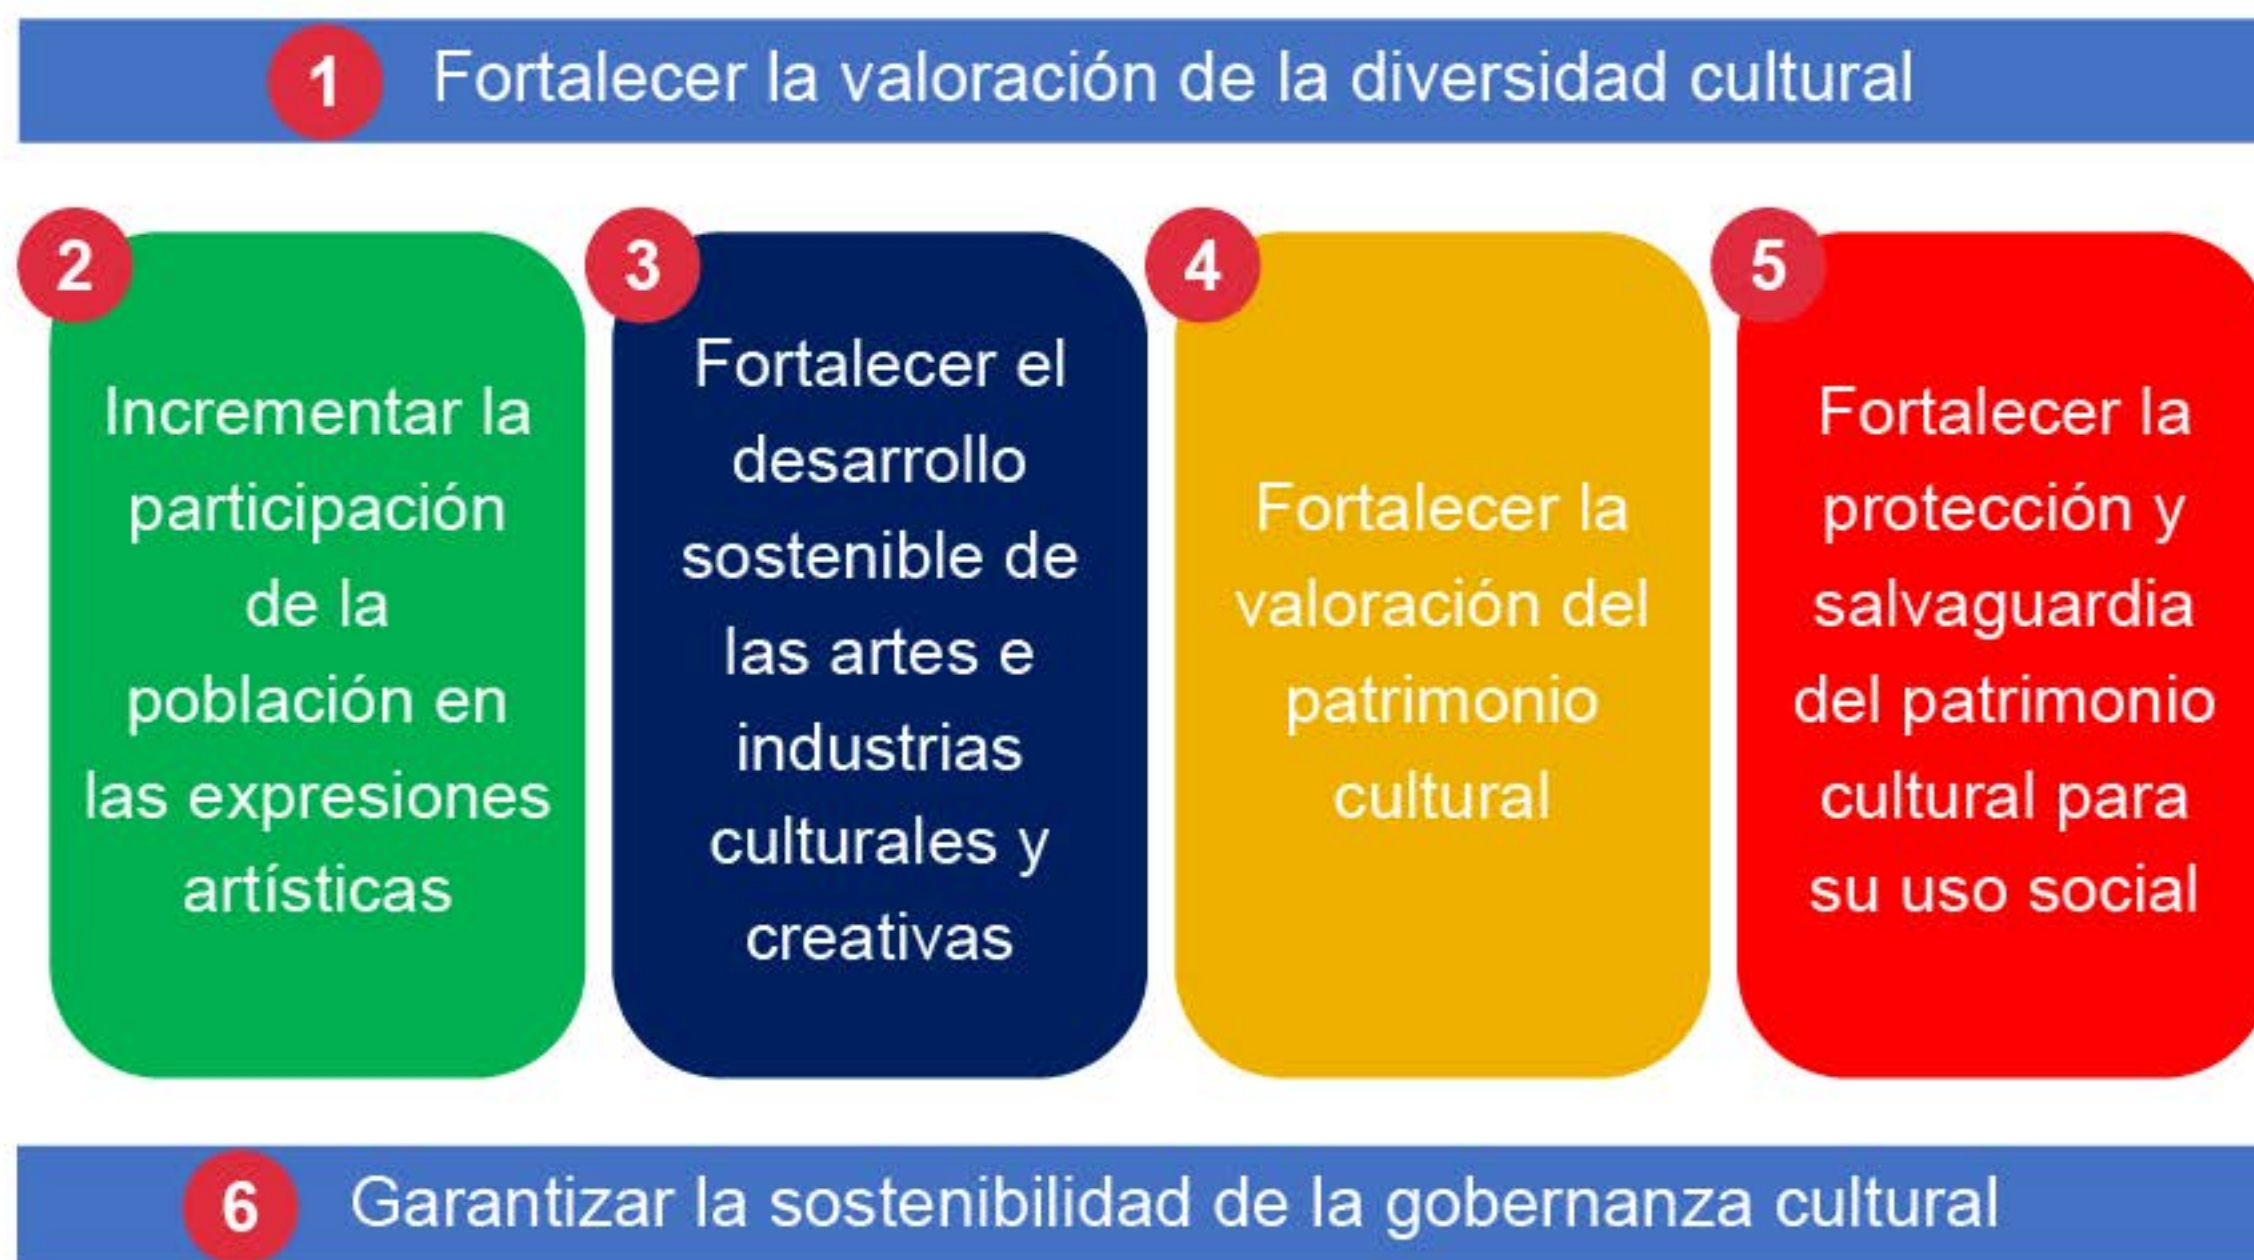 1 Fortalecer la valoración de la diversidad cultural
2
Incrementar la
participación
de la
población en
las expresiones
artísticas
3
Fortalecer el
desarrollo
sostenible de
las artes e
industrias
culturales y
creativas
4
Fortalecer la
valoración del
patrimonio
cultural
5
Fortalecer la
protección y
salvaguardia
del patrimonio
cultural para
su uso social
6 Garantizar la sostenibilidad de la gobernanza cultural